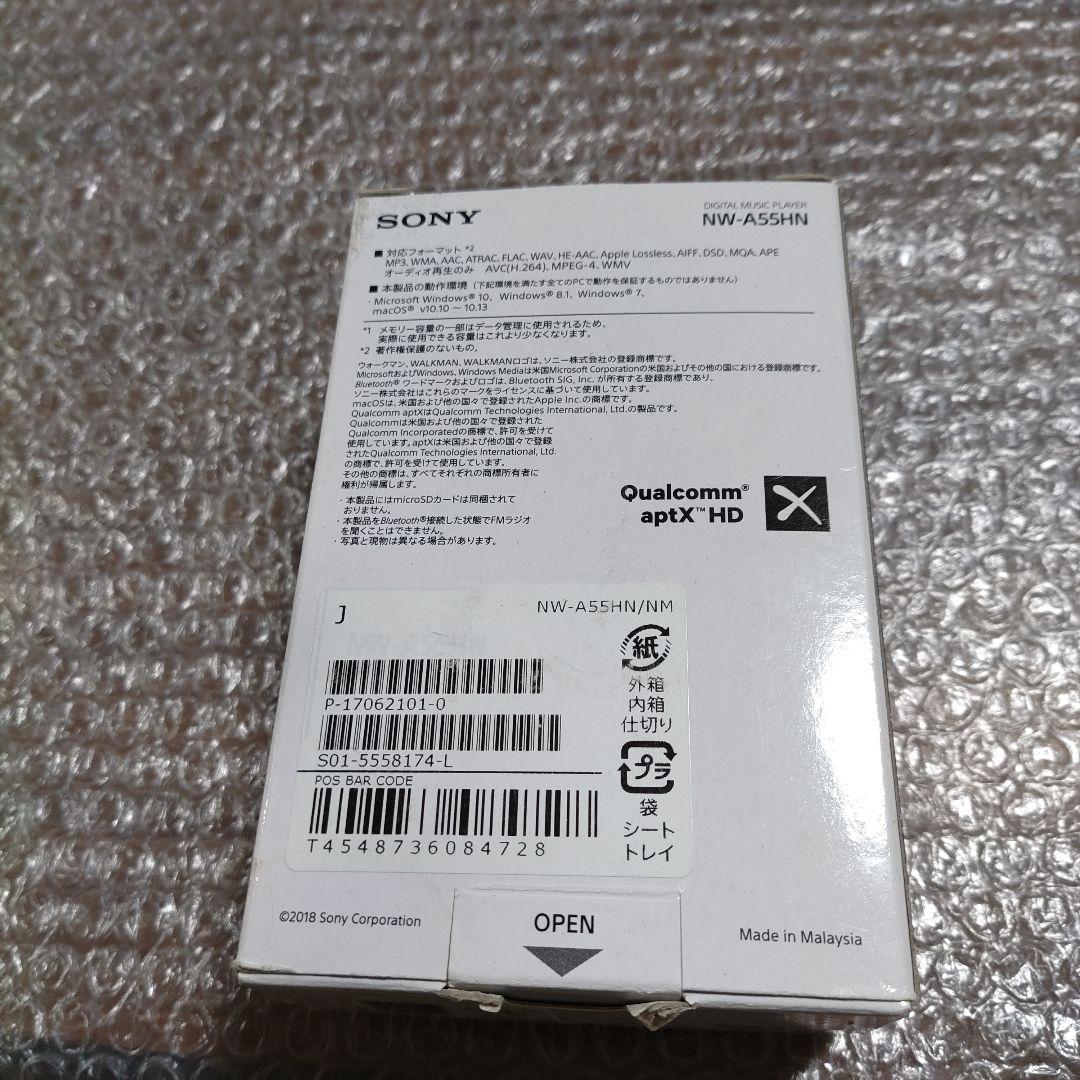 SONY
DIGITAL MUSIC PLAYER
NW-A55HN
■ 対応フォーマット *2
MP3, WMA, AAC, ATRAC, FLAC, WAV, HE-AAC, Apple Lossless, AIFF, DSD, MQA, APE
オーディオ再生のみ AVC(H.264), MPEG-4, WMV
■ 本製品の動作環境（下記環境を満たす全てのPCで動作を保証するものではありません）
・Microsoft Windows® 10、Windows® 8.1、Windows® 7、
macOS® v10.10 〜 10.13
*1 メモリー容量の一部はデータ管理に使用されるため、
実際に使用できる容量はこれより少なくなります。
*2 著作権保護のないもの。
ウォークマン、WALKMAN、WALKMANロゴは、ソニー株式会社の登録商標です。
MicrosoftおよびWindows、Windows Mediaは米国Microsoft Corporationの米国およびその他の国における登録商標です。
Bluetooth® ワードマークおよびロゴは、Bluetooth SIG, Inc. が所有する登録商標であり、
ソニー株式会社はこれらのマークをライセンスに基づいて使用しています。
macOSは、米国および他の国々で登録されたApple Inc.の商標です。
Qualcomm aptXはQualcomm Technologies International, Ltd.の製品です。
Qualcommは米国および他の国々で登録された
Qualcomm Incorporatedの商標で、許可を受けて
使用しています。aptXは米国および他の国々で登録
されたQualcomm Technologies International, Ltd.
の商標で、許可を受けて使用しています。
その他の商標は、すべてそれぞれの商標所有者に
権利が帰属します。
・本製品にはmicroSDカードは同梱されて
おりません。
・本製品をBluetooth®接続した状態でFMラジオ
を聞くことはできません。
・写真と現物は異なる場合があります。
Qualcomm®
aptX™ HD
J
NW-A55HN/NM
紙
外箱
内箱
仕切り
P-17062101-0
S01-5558174-L
POS BAR CODE
T4548736084728
プラ
袋
シート
トレイ
©2018 Sony Corporation
OPEN
Made in Malaysia